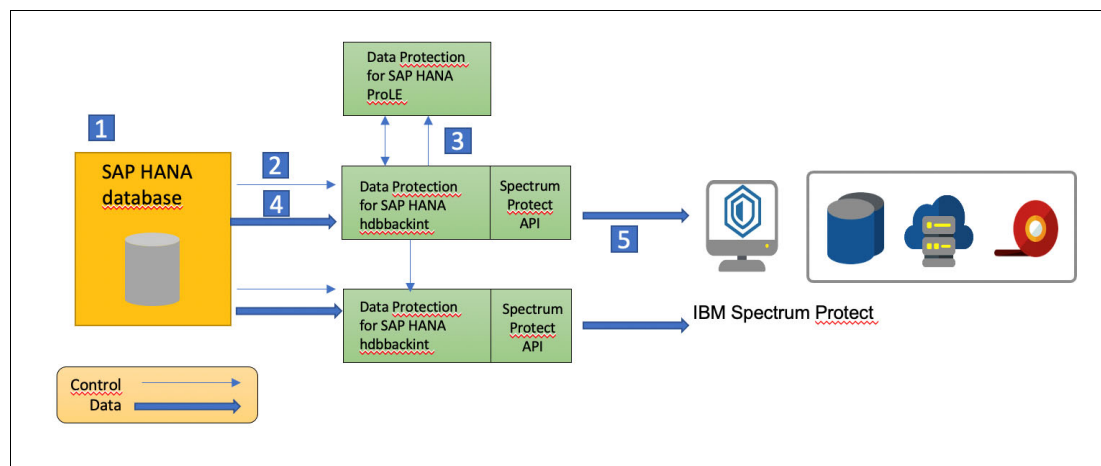 Data Protection
for SAP HANA
ProLE
1
3
SAP HANA
database
2
4
Data Protection
for SAP HANA
hdbbackint
Spectrum
Protect
API
5
Data Protection
for SAP HANA
hdbbackint
Spectrum
Protect
API
IBM Spectrum Protect
Control
Data